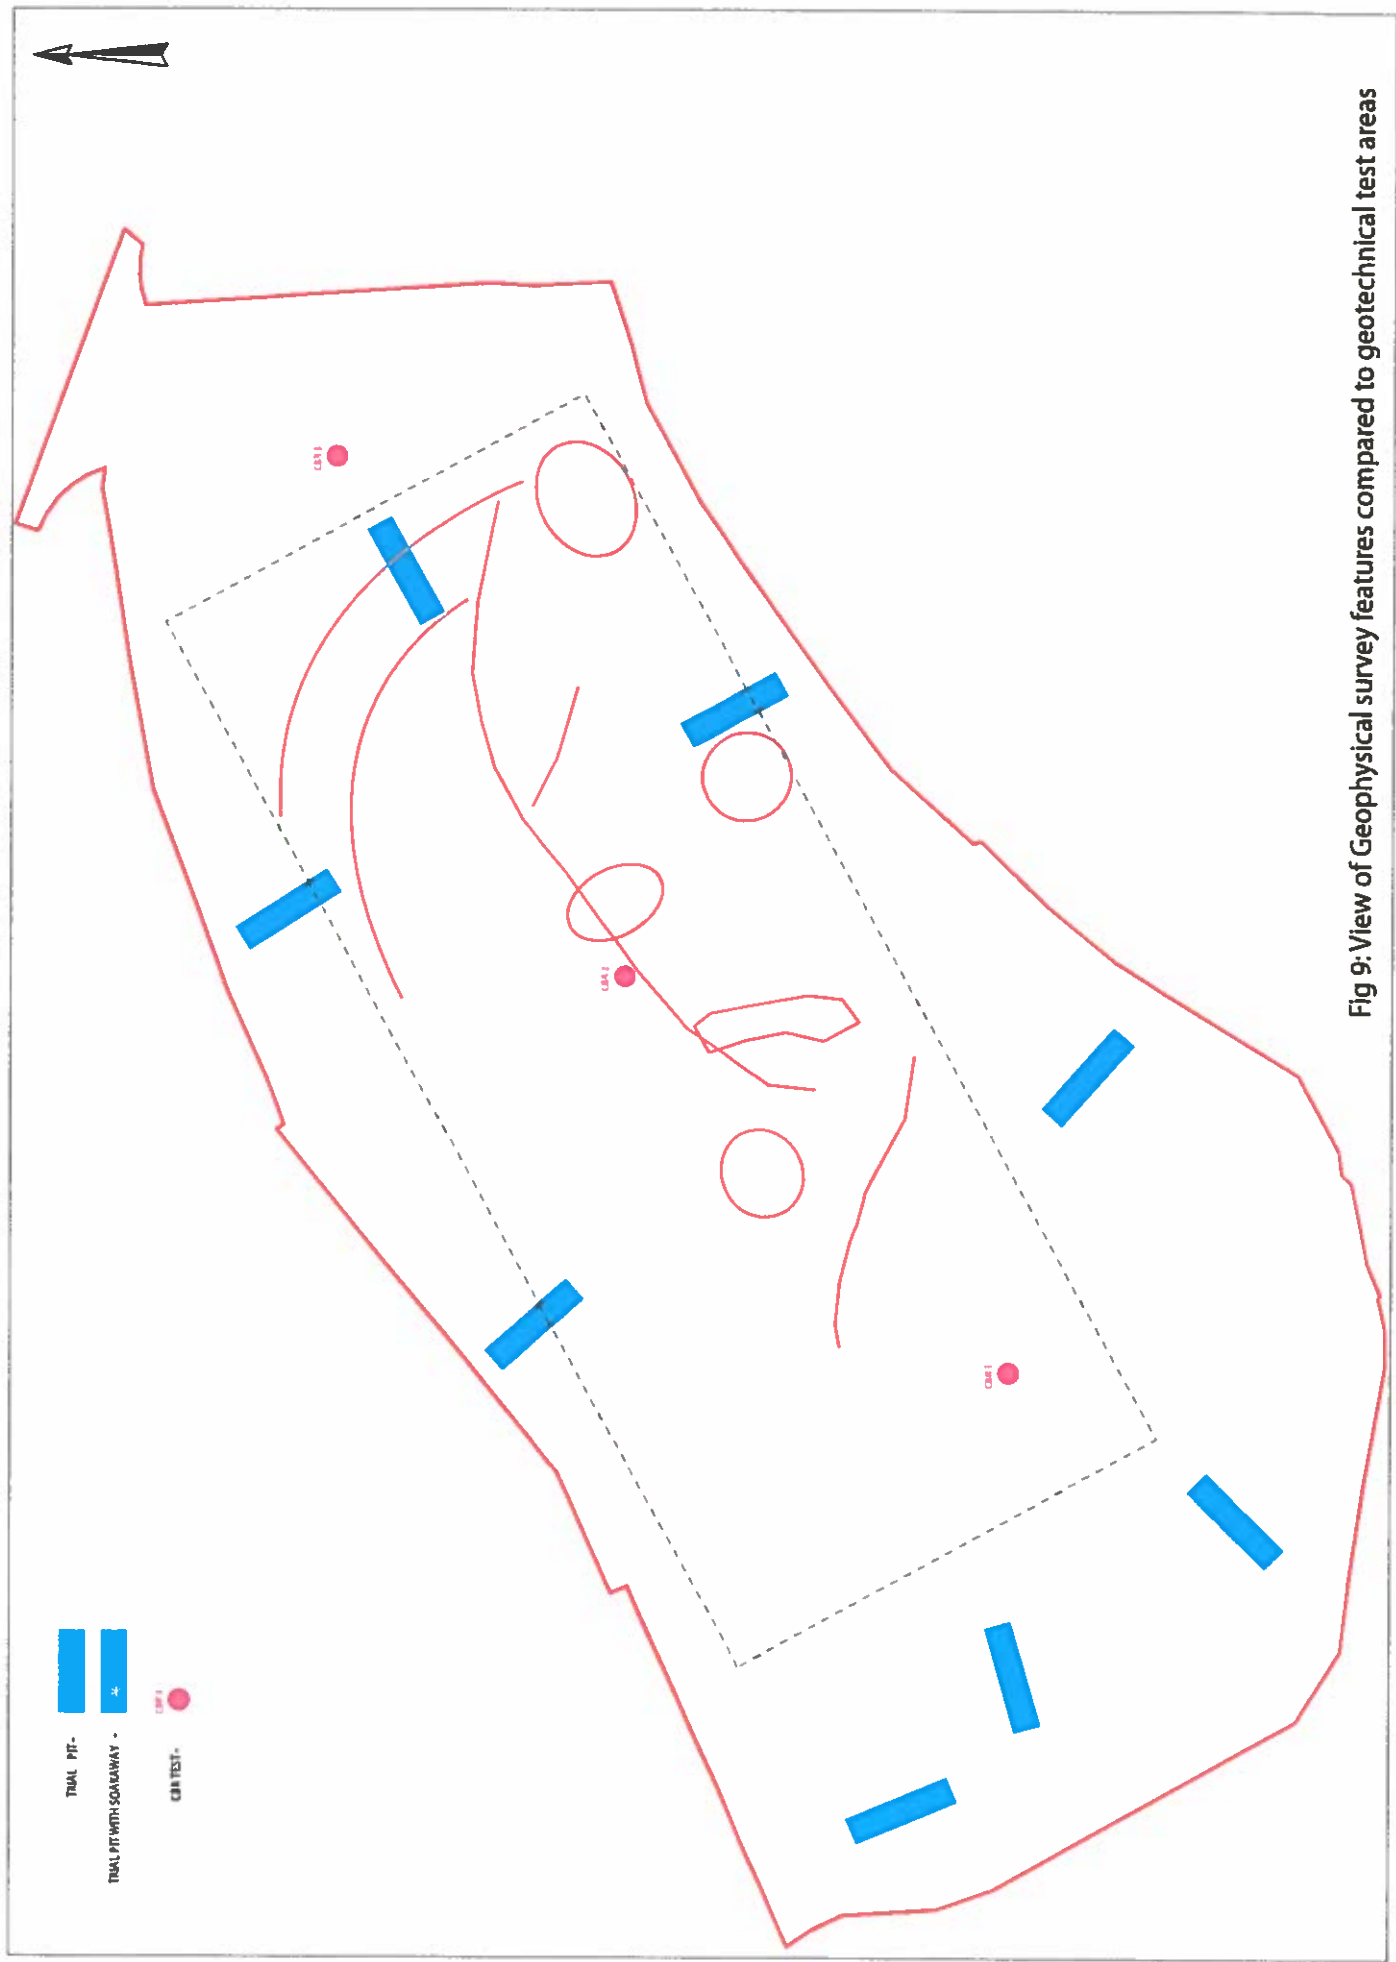 TRIAL PIT-
TRIAL PIT WITH SOAKAWAY -
*
CBR TEST-
Fig 9: View of Geophysical survey features compared to geotechnical test areas